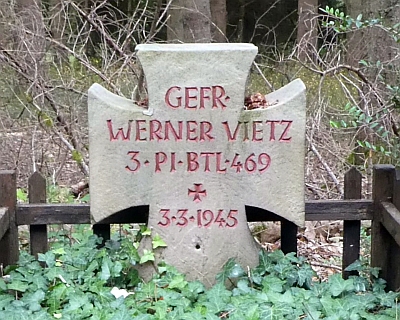 GEFR·
WERNER VIETZ
3·PI·BTL·469
✠
3·3·1945